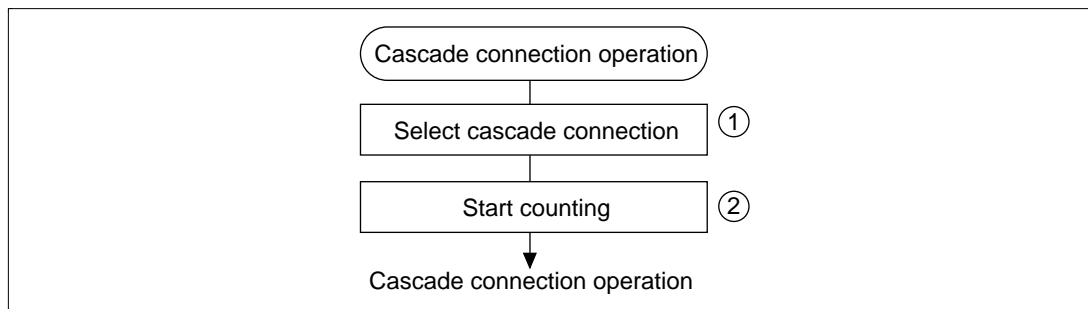 Cascade connection operation
Select cascade connection ①
Start counting ②
Cascade connection operation